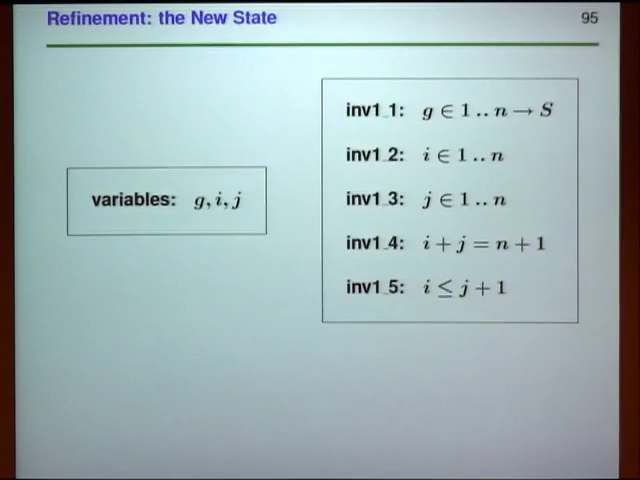 Refinement: the New State
95
variables: g, i, j
inv1_1: g ∈ 1 .. n → S
inv1_2: i ∈ 1 .. n
inv1_3: j ∈ 1 .. n
inv1_4: i + j = n + 1
inv1_5: i ≤ j + 1